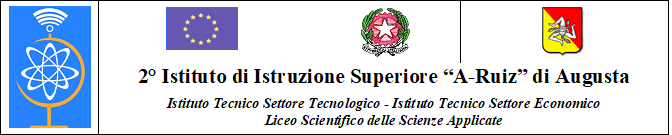 2° Istituto di Istruzione Superiore “A-Ruiz” di Augusta
Istituto Tecnico Settore Tecnologico - Istituto Tecnico Settore Economico
Liceo Scientifico delle Scienze Applicate